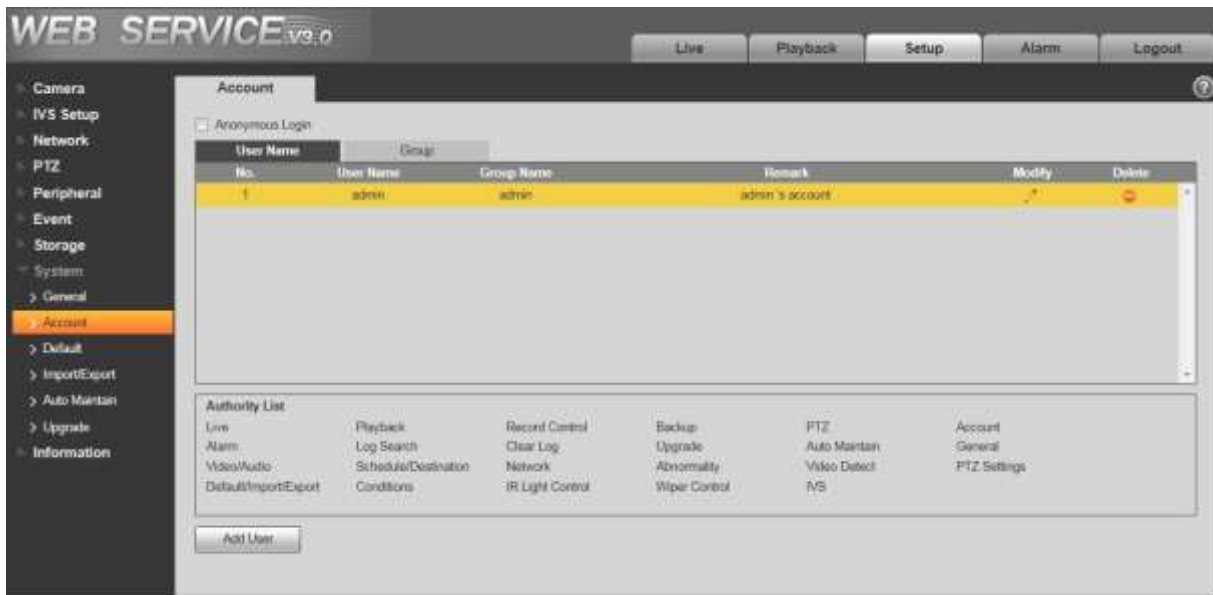 WEB SERVICE V3.0
Live Playback Setup Alarm Logout
Camera
IVS Setup
Network
PTZ
Peripheral
Event
Storage
System
General
Account
Default
Import/Export
Auto Maintain
Upgrade
Information
Account
Anonymous Login
User Name Group
No. User Name Group Name Remark Modify Delete
1 admin admin admin 's account
Authority List
Live Playback Record Control Backup PTZ Account
Alarm Log Search Clear Log Upgrade Auto Maintain General
Video/Audio Schedule/Destination Network Abnormality Video Detect PTZ Settings
Default/Import/Export Conditions IR Light Control Wiper Control IVS
Add User